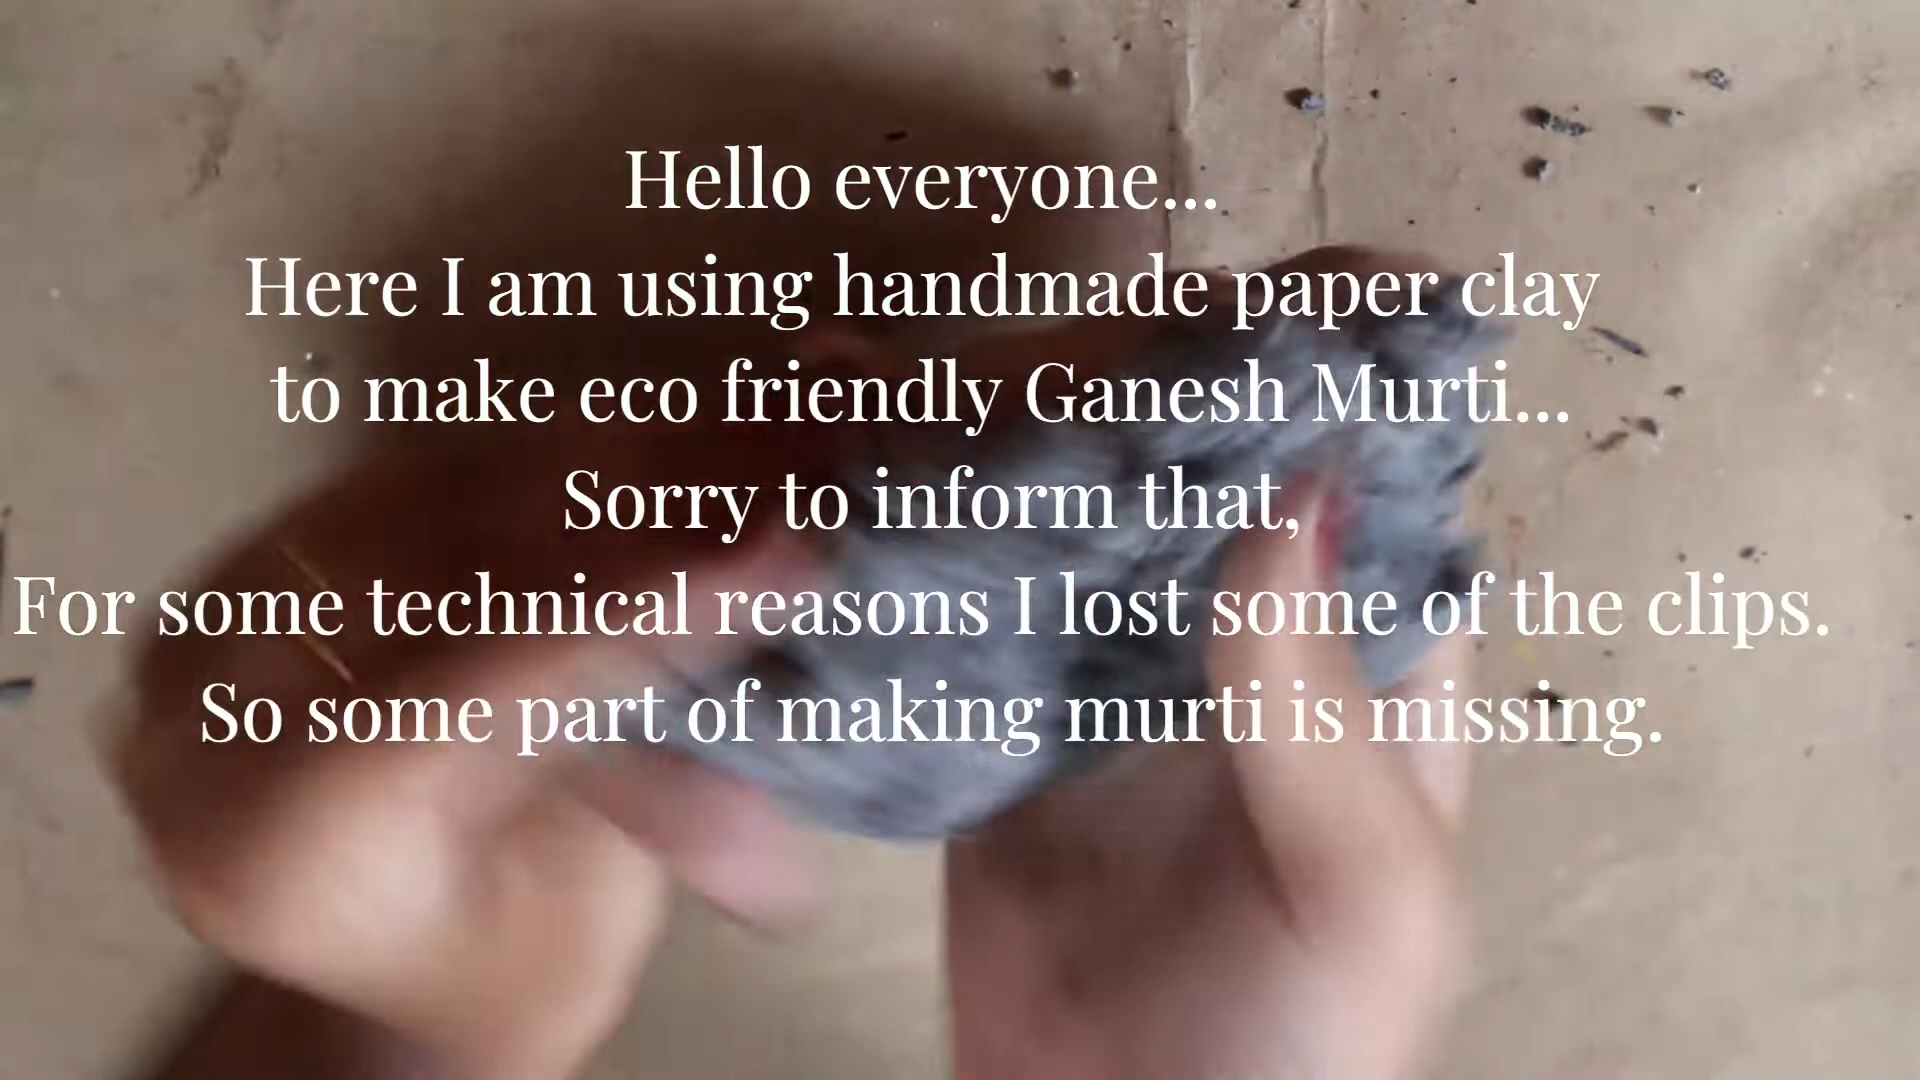 Hello everyone...
Here I am using handmade paper clay
to make eco friendly Ganesh Murti...
Sorry to inform that,
For some technical reasons I lost some of the clips.
So some part of making murti is missing.